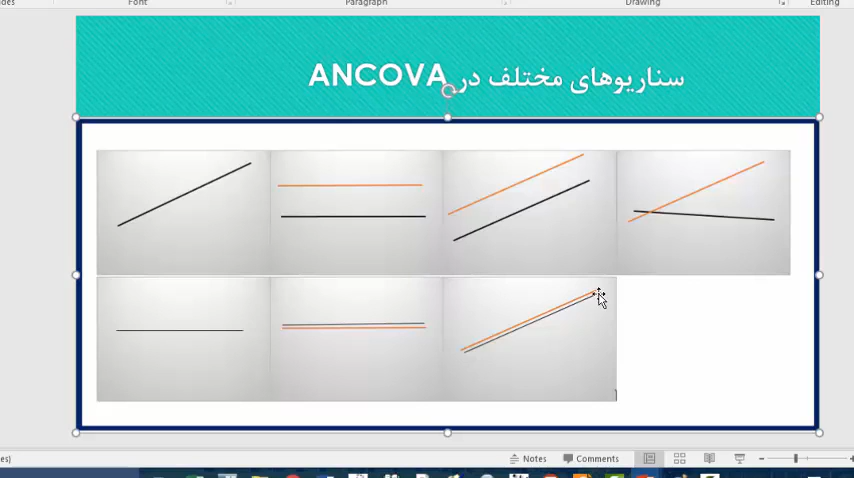 Font
Paragraph
Drawing
Editing
سناریوهای مختلف در ANCOVA
Notes
Comments